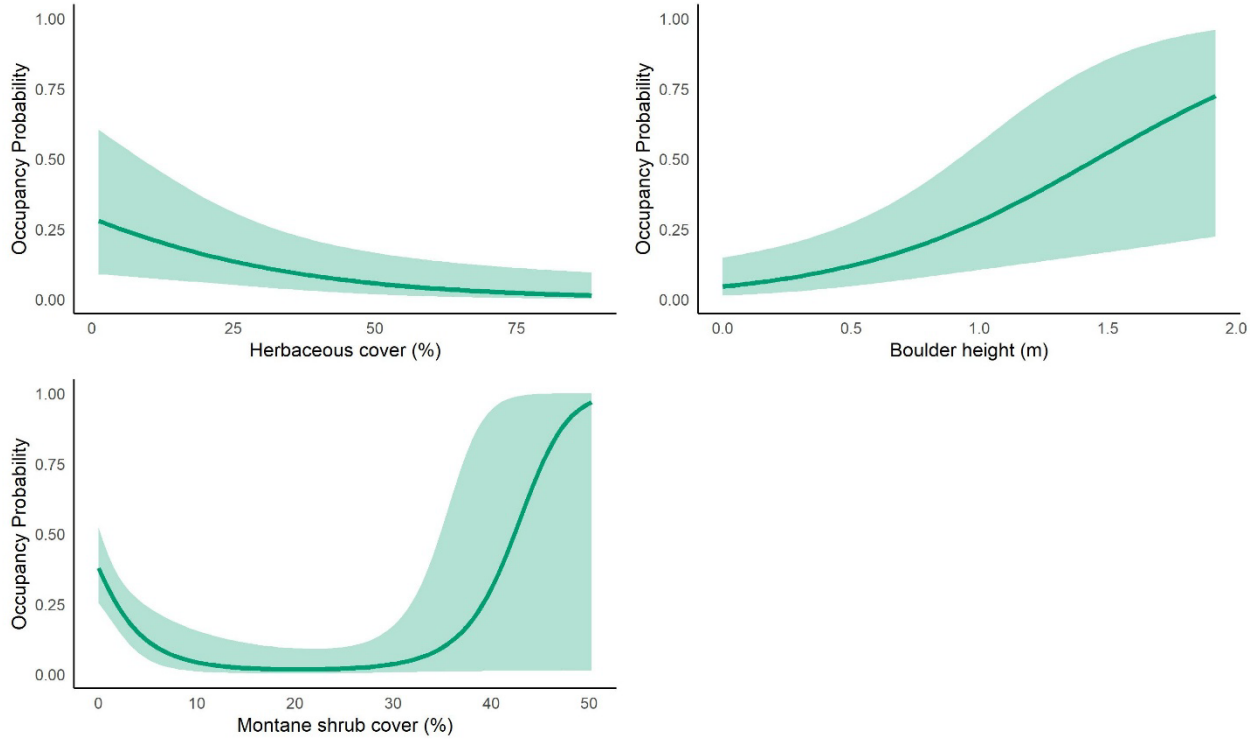 1.00
0.75
0.50
0.25
0.00
Occupancy Probability
0 25 50 75
Herbaceous cover (%)
1.00
0.75
0.50
0.25
0.00
Occupancy Probability
0.0 0.5 1.0 1.5 2.0
Boulder height (m)
1.00
0.75
0.50
0.25
0.00
Occupancy Probability
0 10 20 30 40 50
Montane shrub cover (%)